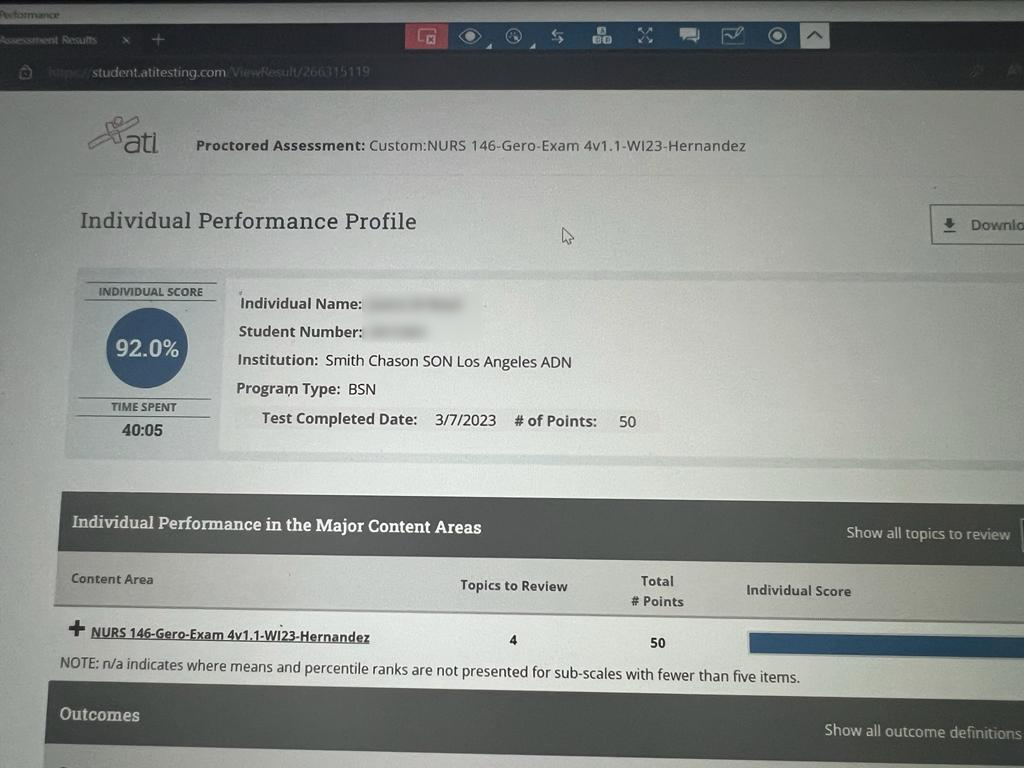 Performance
Assessment Results
https://student.atitesting.com/ViewResult/266315119
ati
Proctored Assessment: Custom:NURS 146-Gero-Exam 4v1.1-WI23-Hernandez
Individual Performance Profile
Downlo
INDIVIDUAL SCORE
92.0%
TIME SPENT
40:05
Individual Name:
Student Number:
Institution: Smith Chason SON Los Angeles ADN
Program Type: BSN
Test Completed Date: 3/7/2023 # of Points: 50
Individual Performance in the Major Content Areas
Show all topics to review
Content Area Topics to Review Total # Points Individual Score
NURS 146-Gero-Exam 4v1.1-WI23-Hernandez 4 50
NOTE: n/a indicates where means and percentile ranks are not presented for sub-scales with fewer than five items.
Outcomes
Show all outcome definitions